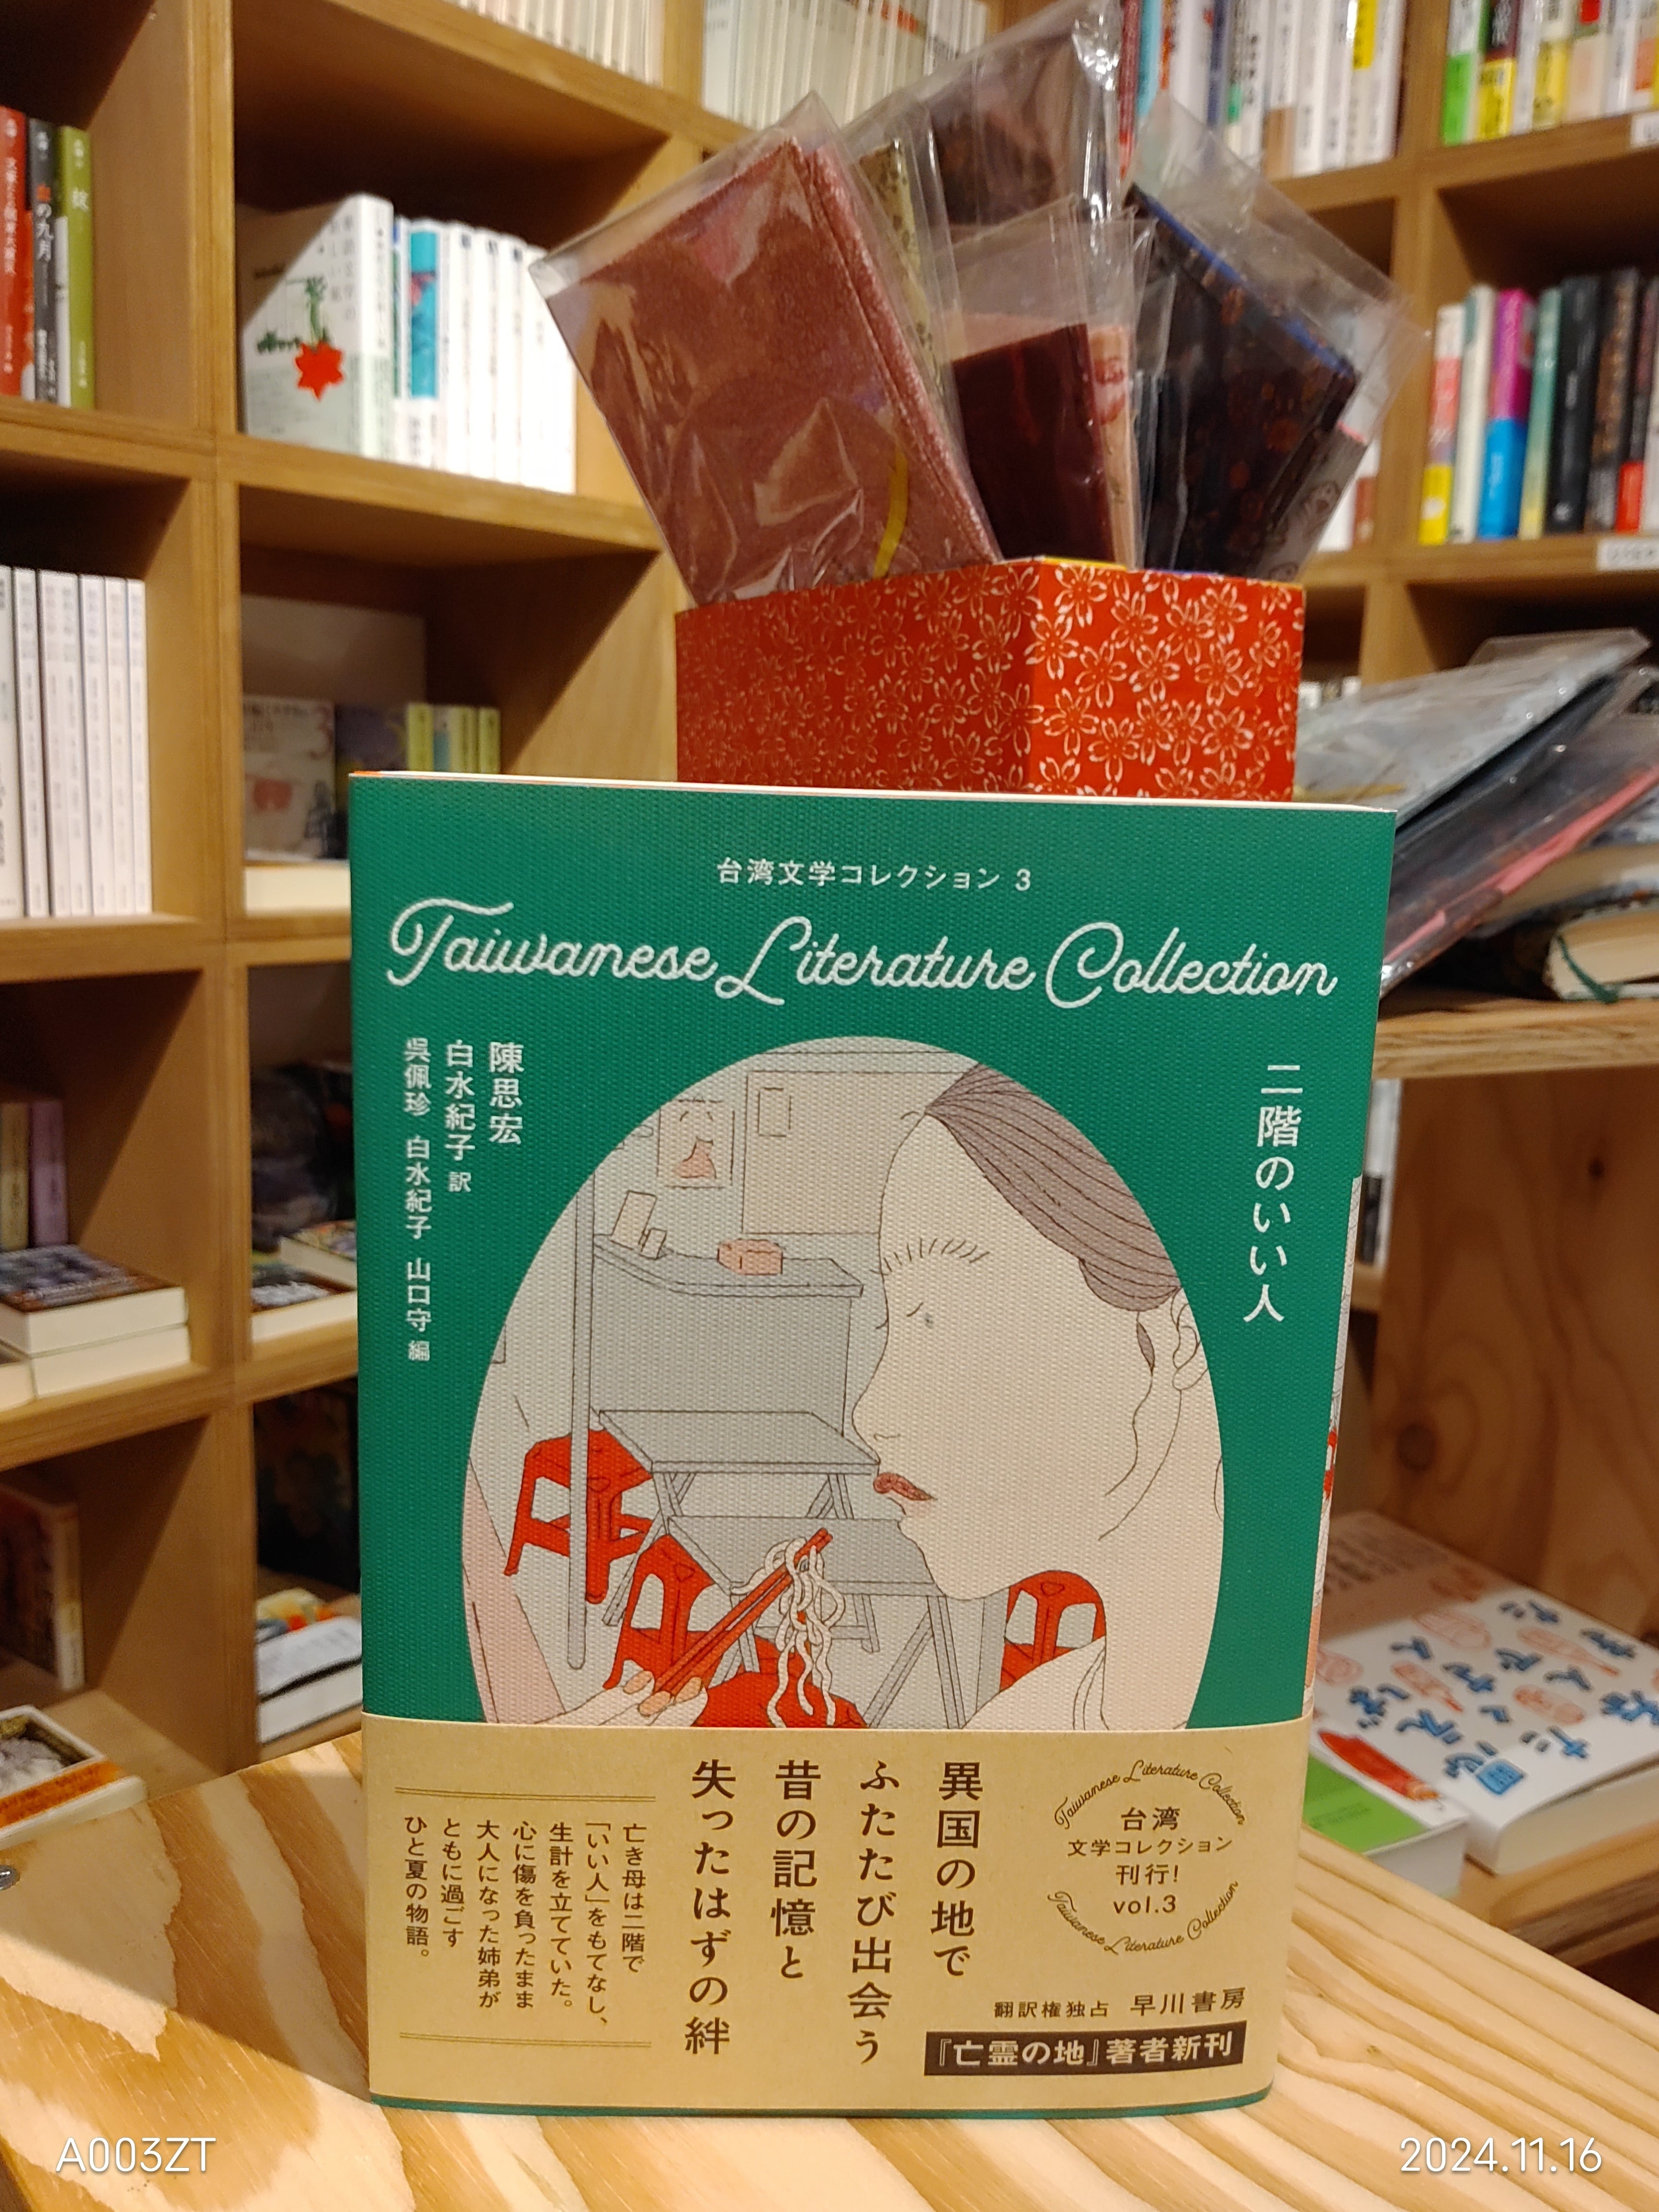 台湾文学コレクション 3
Taiwanese Literature Collection
二階のいい人
陳思宏
白水紀子 訳
呉佩珍 白水紀子 山口守 編
Taiwanese Literature Collection
台湾
文学コレクション
刊行!
vol.3
Taiwanese Literature Collection
異国の地で
ふたたび出会う
昔の記憶と
失ったはずの絆
亡き母は二階で
「いい人」をもてなし、
生計を立てていた。
心に傷を負ったまま
大人になった姉弟が
ともに過ごす
ひと夏の物語。
翻訳権独占 早川書房
『亡霊の地』著者新刊
A003ZT
2024.11.16